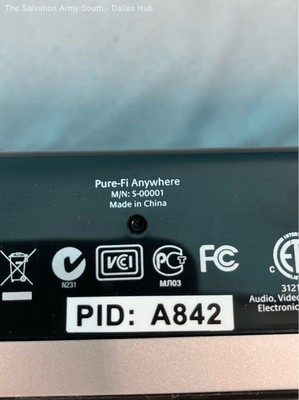 The Salvation Army South - Dallas Hub
Pure-Fi Anywhere
M/N: S-00001
Made in China
N231
VCI
PCT
МЛ03
FC
C
3121
Audio, Video
Electronic
PID: A842